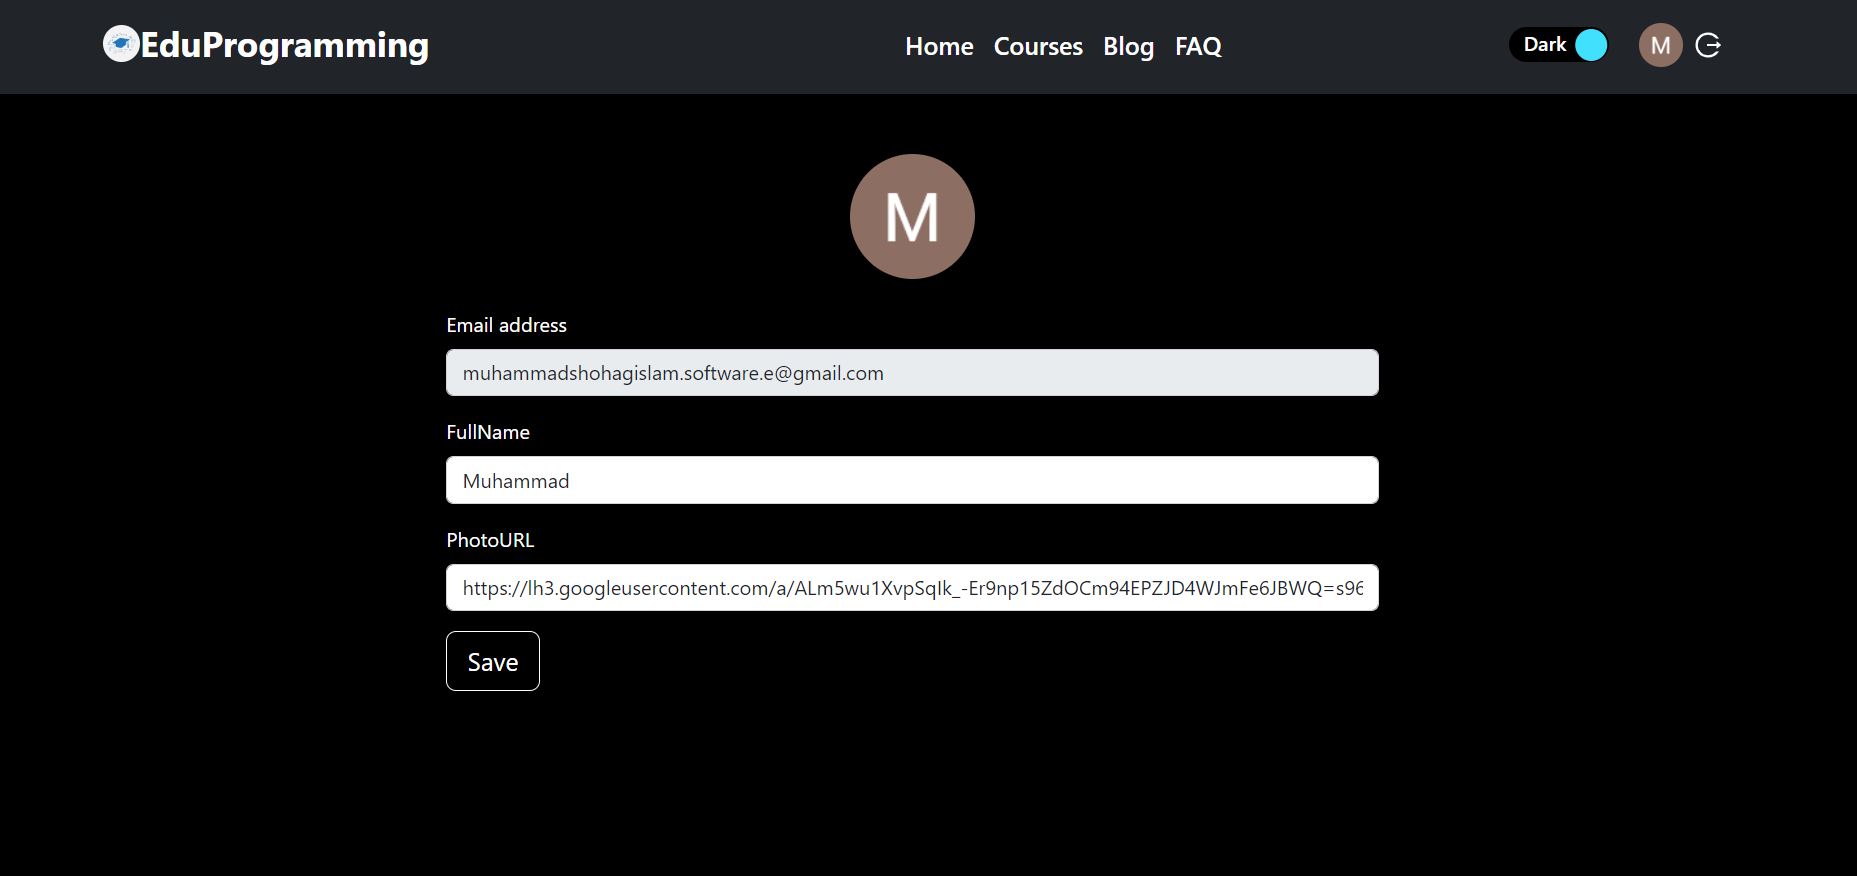 EduProgramming Home Courses Blog FAQ Dark M
M
Email address
muhammadshohagislam.software.e@gmail.com
FullName
Muhammad
PhotoURL
https://lh3.googleusercontent.com/a/ALm5wu1XvpSqIk_-Er9np15ZdOCm94EPZJD4WJmFe6JBWQ=s96
Save